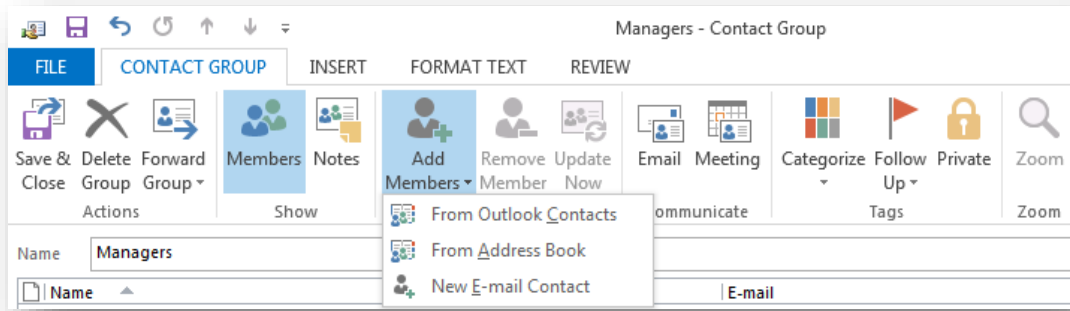 Managers - Contact Group
FILE CONTACT GROUP INSERT FORMAT TEXT REVIEW
Save & Delete Forward Members Notes Add Remove Update Email Meeting Categorize Follow Private Zoom
Close Group Group Members Member Now Up
Actions Show ommunicate Tags Zoom
From Outlook Contacts
Name Managers
From Address Book
New E-mail Contact
Name E-mail